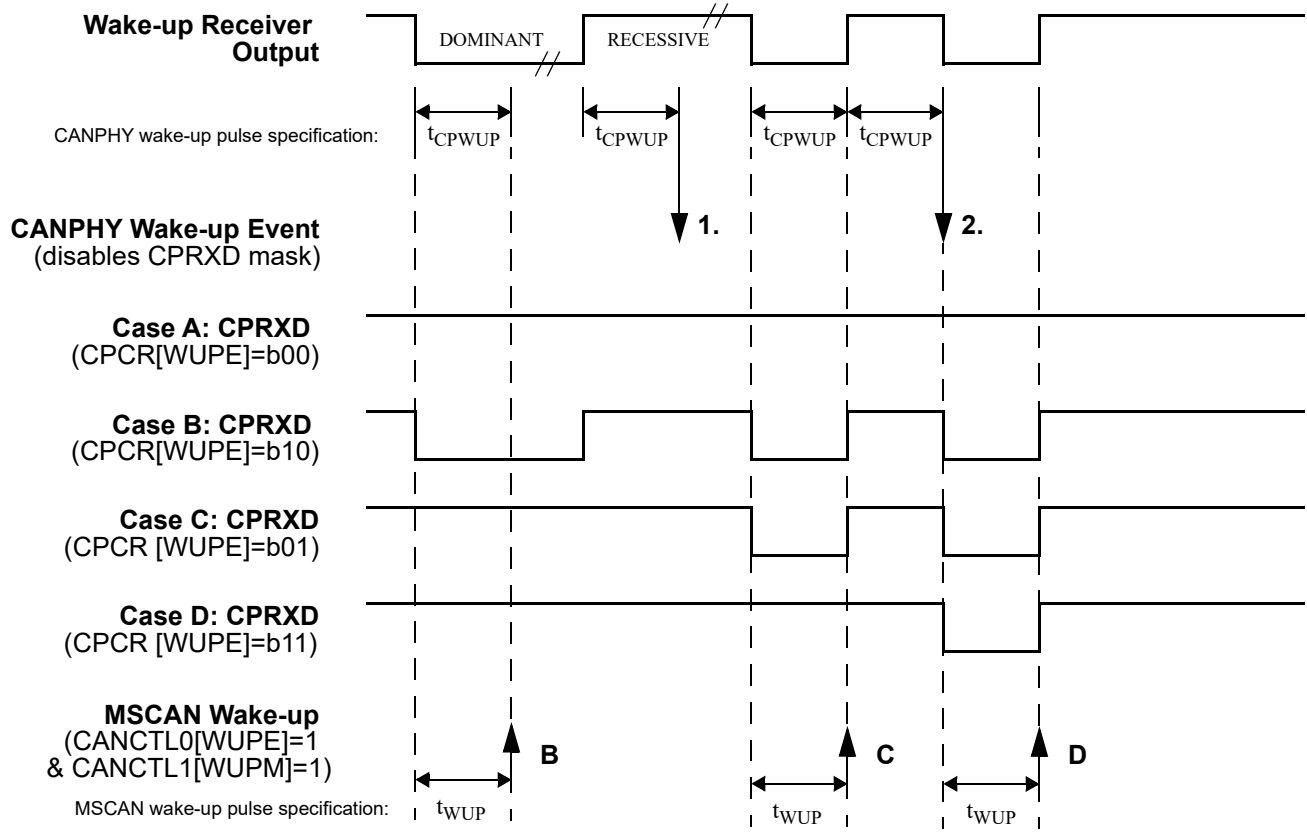 Wake-up Receiver
Output
DOMINANT
RECESSIVE
CANPHY wake-up pulse specification:
tCPWUP
tCPWUP
tCPWUP
tCPWUP
CANPHY Wake-up Event
(disables CPRXD mask)
1.
2.
Case A: CPRXD
(CPCR[WUPE]=b00)
Case B: CPRXD
(CPCR[WUPE]=b10)
Case C: CPRXD
(CPCR [WUPE]=b01)
Case D: CPRXD
(CPCR [WUPE]=b11)
MSCAN Wake-up
(CANCTL0[WUPE]=1
& CANCTL1[WUPM]=1)
B
C
D
MSCAN wake-up pulse specification:
tWUP
tWUP
tWUP